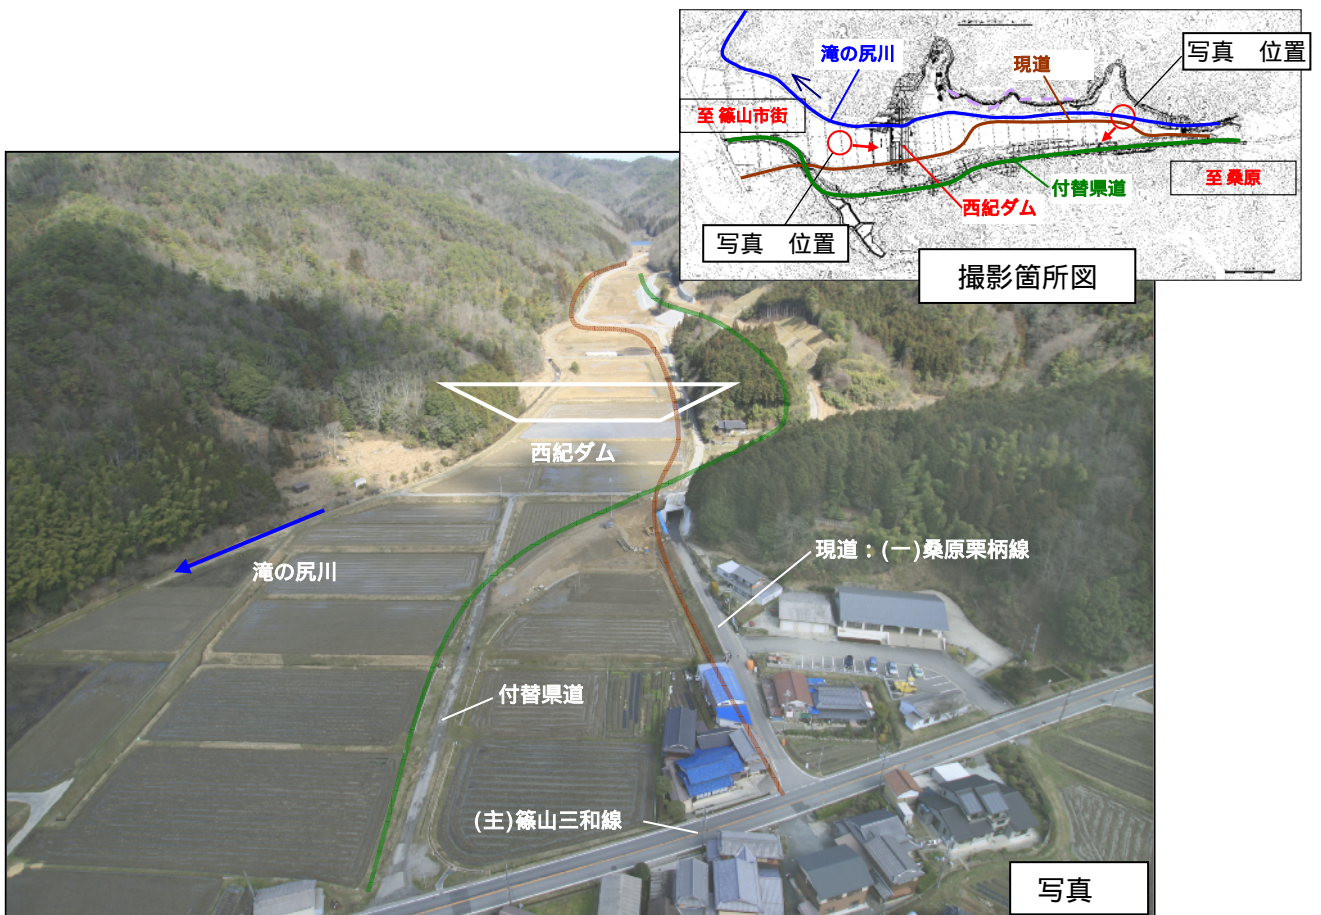 滝の尻川
現道
写真　位置
至 篠山市街
至 桑原
付替県道
西紀ダム
写真　位置
撮影箇所図
西紀ダム
滝の尻川
現道：(一)桑原栗柄線
付替県道
(主)篠山三和線
写真